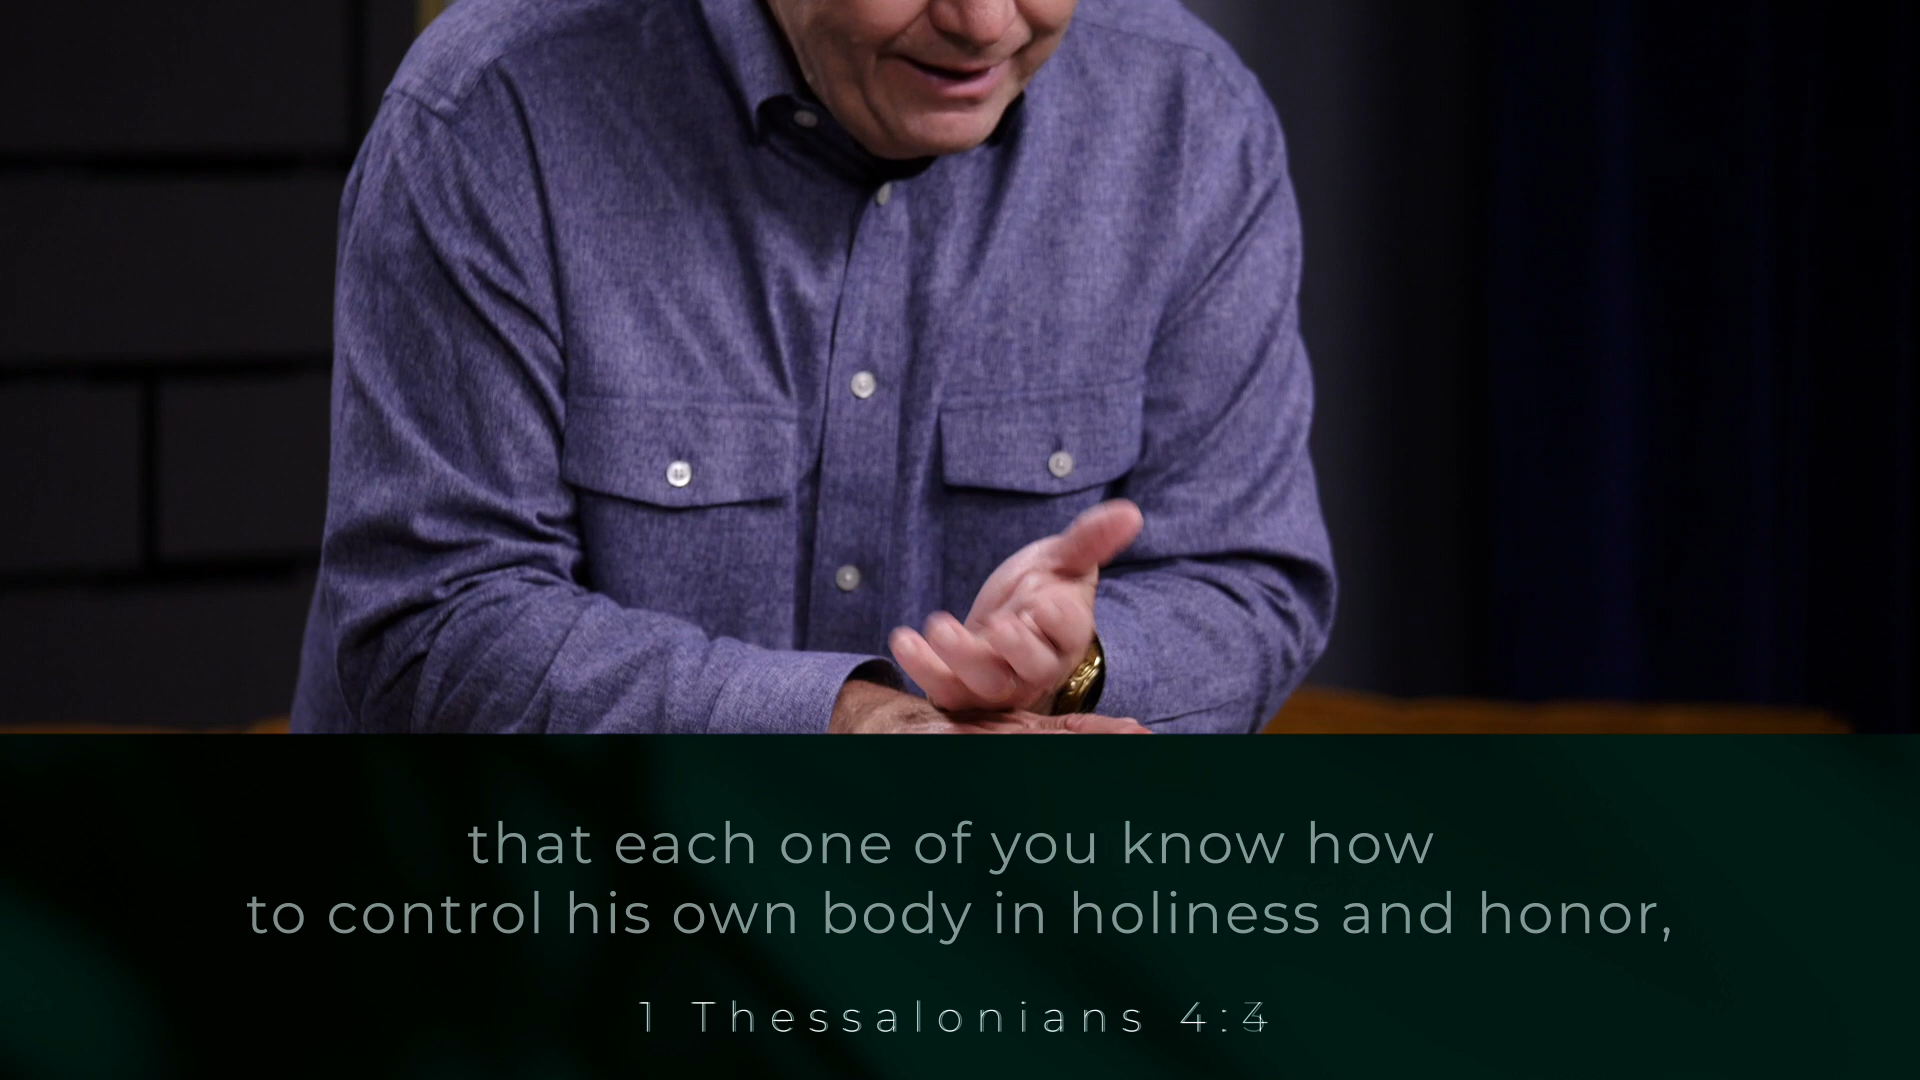 that each one of you know how
to control his own body in holiness and honor,
1 Thessalonians 4: